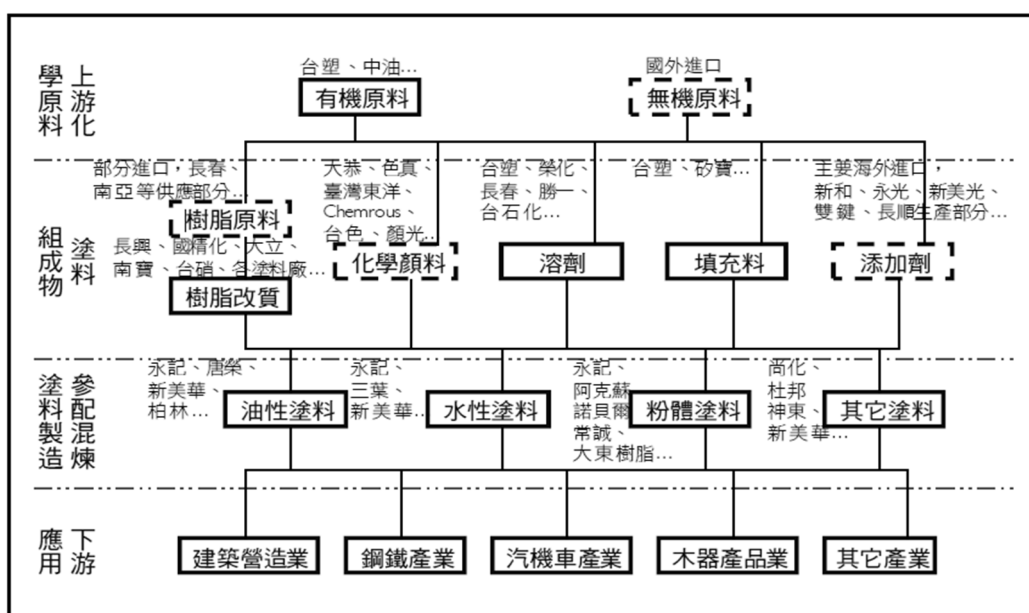 上游化
學原料
台塑、中油…
有機原料
國外進口
無機原料
塗料
組成物
部分進口，長春、
南亞等供應部分…
樹脂原料
長興、國精化、大立、
南寶、台硝、各塗料廠…
樹脂改質
大恭、色真、
臺灣東洋、
Chemrous、
台色、顏光…
化學顏料
台塑、榮化、
長春、勝一、
台石化…
溶劑
台塑、矽寶…
填充料
主要海外進口，
新和、永光、新美光、
雙鍵、長順生產部分…
添加劑
參配混煉
塗料製造
永記、唐榮、
新美華、
柏林…
油性塗料
永記、
三葉、
新美華…
水性塗料
永記、
阿克蘇
諾貝爾
常誠、
大東樹脂…
粉體塗料
尚化、
杜邦
神東、
新美華…
其它塗料
下游
應用
建築營造業
鋼鐵產業
汽機車產業
木器產品業
其它產業